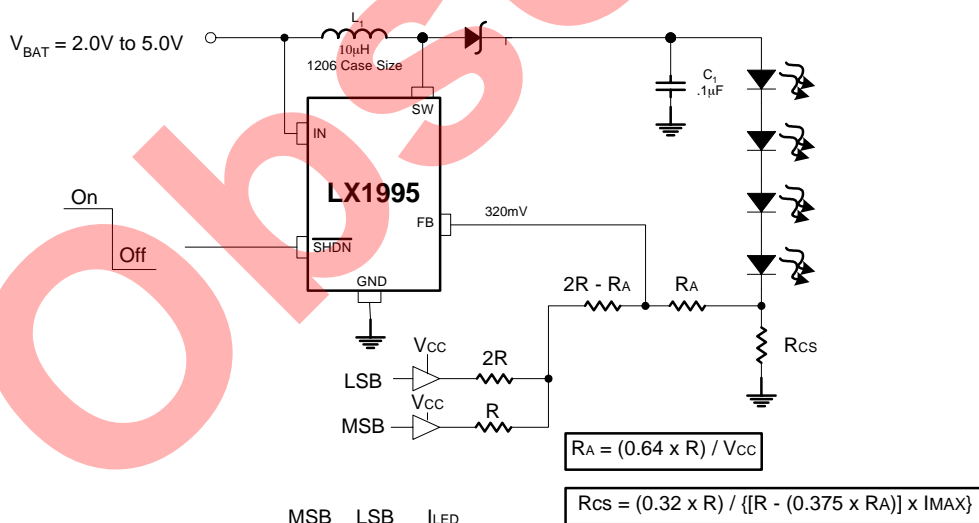 Obs
L1
VBAT = 2.0V to 5.0V
10µH
1206 Case Size
SW
C1
.1µF
IN
LX1995
On
FB
320mV
Off
SHDN
GND
2R - RA
RA
RCS
VCC
2R
LSB
VCC
R
MSB
RA = (0.64 x R) / VCC
RCS = (0.32 x R) / {[R - (0.375 x RA)] x IMAX}
MSB LSB ILED